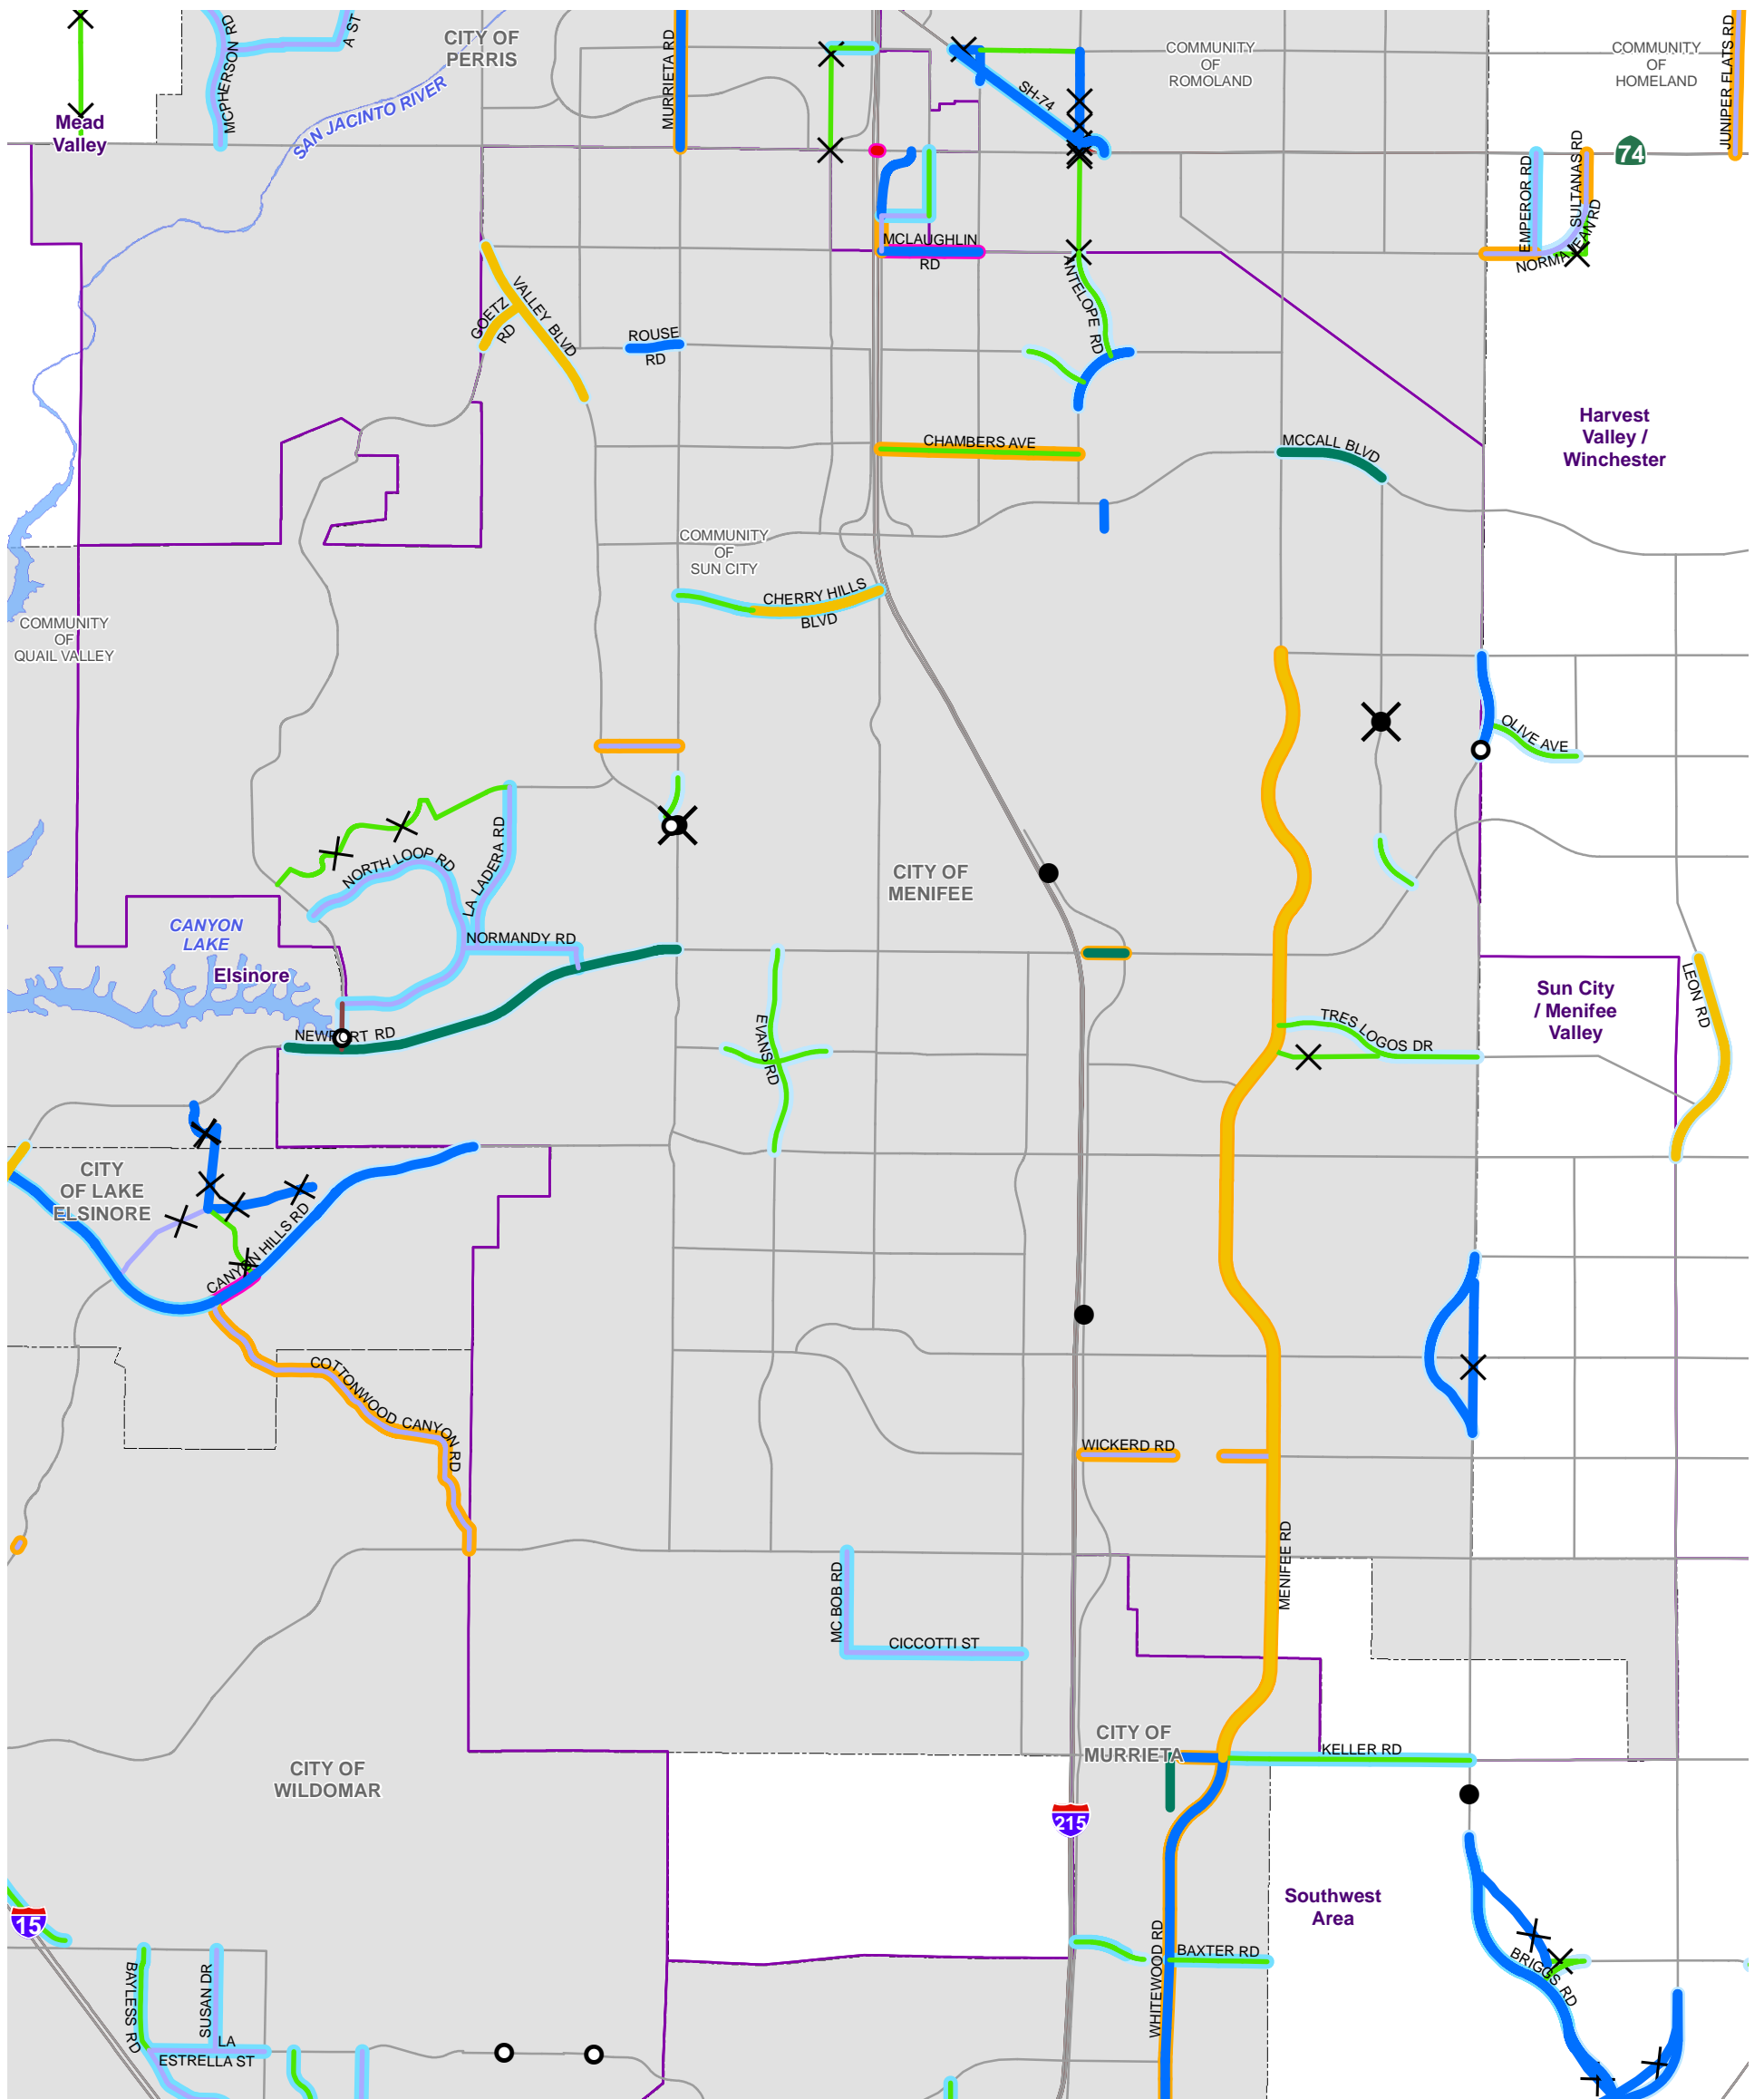 MCPHERSON RD
A ST
CITY OF
PERRIS
MURRIETA RD
SAN JACINTO RIVER
Mead
Valley
SH-74
COMMUNITY
OF
ROMOLAND
COMMUNITY
OF
HOMELAND
JUNIPER FLATS RD
74
EMPEROR RD
SULTANAS RD
NORMA JEAN RD
MCLAUGHLIN
RD
ANTELOPE RD
VALLEY BLVD
GOETZ
RD
ROUSE
RD
CHAMBERS AVE
MCCALL BLVD
Harvest
Valley /
Winchester
COMMUNITY
OF
SUN CITY
CHERRY HILLS
BLVD
COMMUNITY
OF
QUAIL VALLEY
OLIVE AVE
NORTH LOOP RD
LA LADERA RD
CITY OF
MENIFEE
CANYON
LAKE
NORMANDY RD
Elsinore
NEWPORT RD
EVANS RD
TRES LOGOS DR
Sun City
/ Menifee
Valley
LEON RD
CITY
OF LAKE
ELSINORE
CANYON HILLS RD
COTTONWOOD CANYON RD
WICKERD RD
MENIFEE RD
MC BOB RD
CICCOTTI ST
CITY OF
MURRIETA
KELLER RD
CITY OF
WILDOMAR
215
Southwest
Area
15
WHITEWOOD RD
BAXTER RD
BRIGGS RD
BAYLESS RD
SUSAN DR
LA
ESTRELLA ST